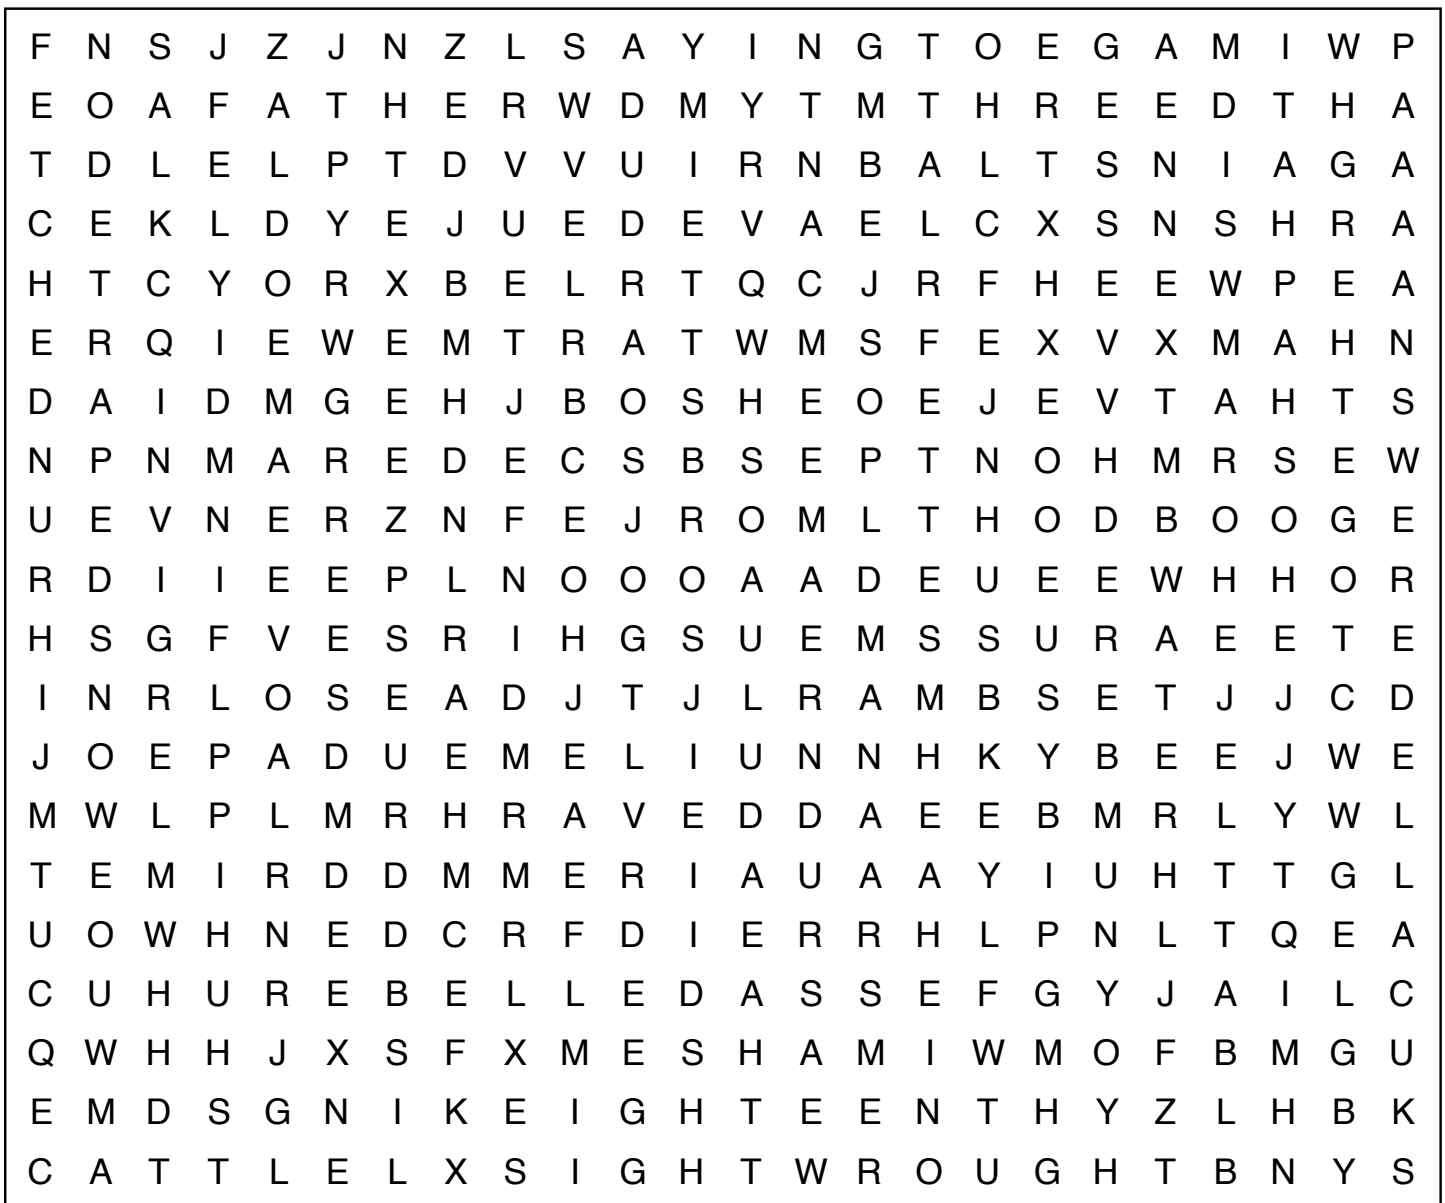 F N S J Z J N Z L S A Y I N G T O E G A M I W P
E O A F A T H E R W D M Y T M T H R E E D T H A
T D L E L P T D V V U I R N B A L T S N I A G A
C E K L D Y E J U E D E V A E L C X S N S H R A
H T C Y O R X B E L R T Q C J R F H E E W P E A
E R Q I E W E M T R A T W M S F E X V X M A H N
D A I D M G E H J B O S H E O E J E V T A H T S
N P N M A R E D E C S B S E P T N O H M R S E W
U E V N E R Z N F E J R O M L T H O D B O O G E
R D I I E E P L N O O O A A D E U E E W H H O R
H S G F V E S R I H G S U E M S S U R A E E T E
I N R L O S E A D J T J L R A M B S E T J J C D
J O E P A D U E M E L I U N N H K Y B E E J W E
M W L P L M R H R A V E D D A E E B M R L Y W L
T E M I R D D M M E R I A U A A Y I U H T T G L
U O W H N E D C R F D I E R R H L P N L T Q E A
C U H U R E B E L L E D A S S E F G Y J A I L C
Q W H H J X S F X M E S H A M I W M O F B M G U
E M D S G N I K E I G H T E E N T H Y Z L H B K
C A T T L E L X S I G H T W R O U G H T B N Y S